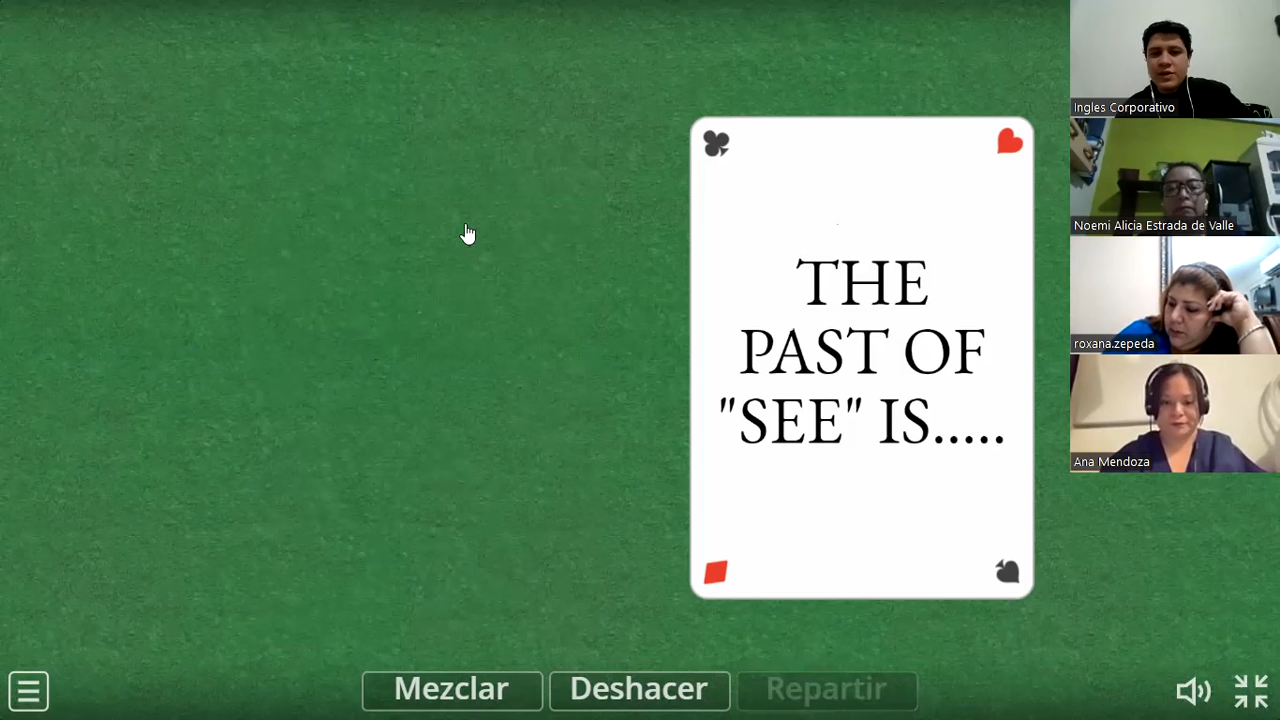 THE
PAST OF
"SEE" IS.....
Mezclar
Deshacer
Repartir
Ingles Corporativo
Noemi Alicia Estrada de Valle
roxana.zepeda
Ana Mendoza